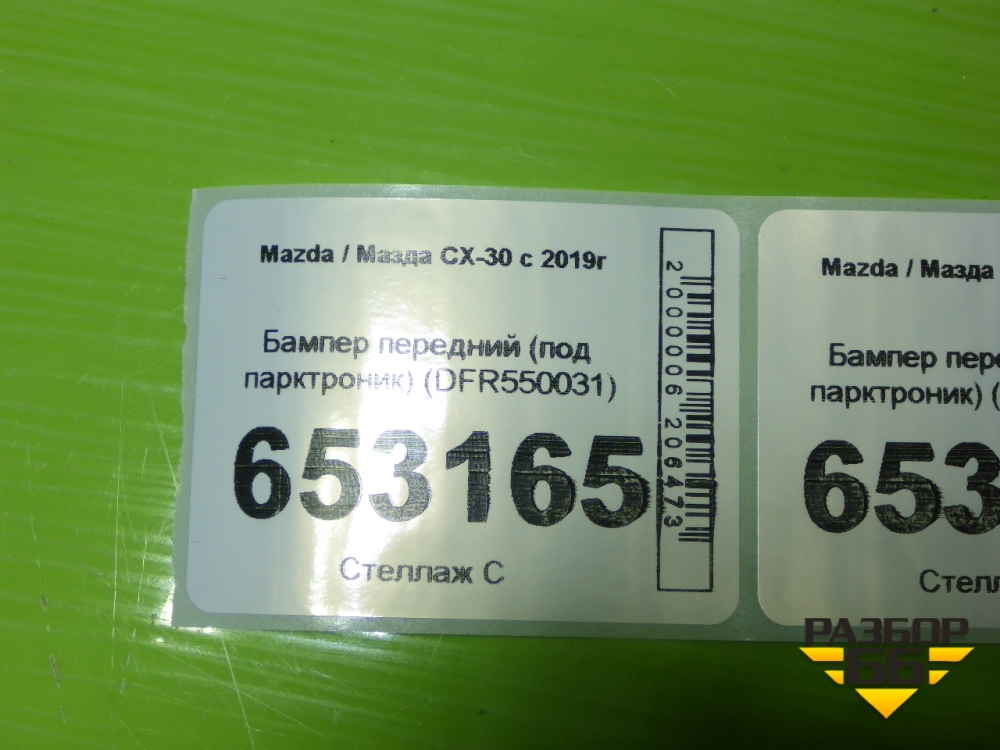 Mazda / Мазда CX-30 с 2019г
Бампер передний (под
парктроник) (DFR550031)
653165
Стеллаж С
2000006206473
Mazda / Мазда
Бампер пере
парктроник) (
653
Стелл
РАЗБОР
66